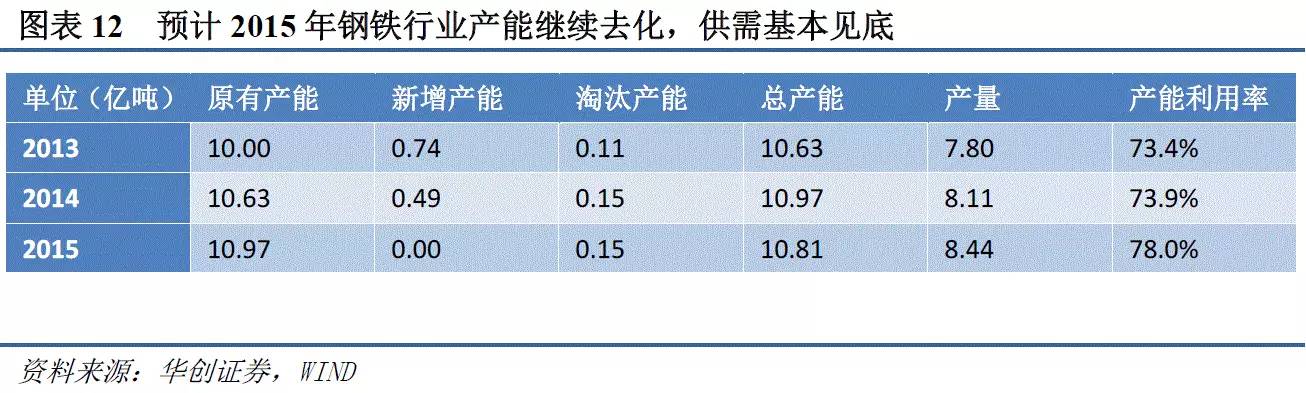 图表 12 预计 2015 年钢铁行业产能继续去化，供需基本见底
单位（亿吨） 原有产能 新增产能 淘汰产能 总产能 产量 产能利用率
2013 10.00 0.74 0.11 10.63 7.80 73.4%
2014 10.63 0.49 0.15 10.97 8.11 73.9%
2015 10.97 0.00 0.15 10.81 8.44 78.0%
资料来源：华创证券，WIND